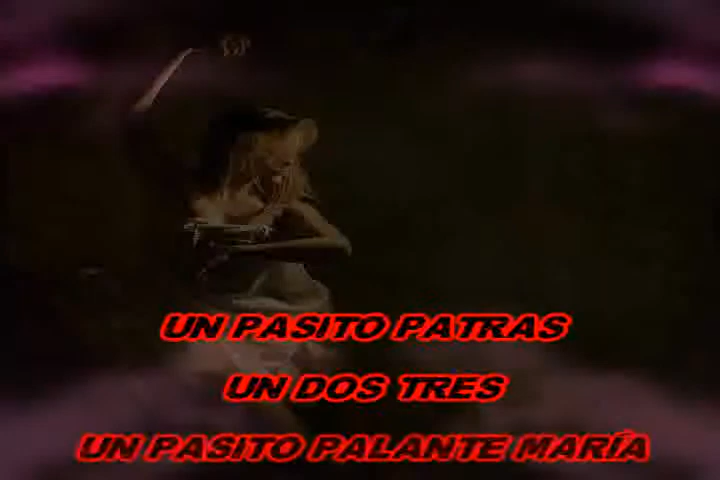 UN PASITO PATRAS
UN DOS TRES
UN PASITO PALANTE MARÍA